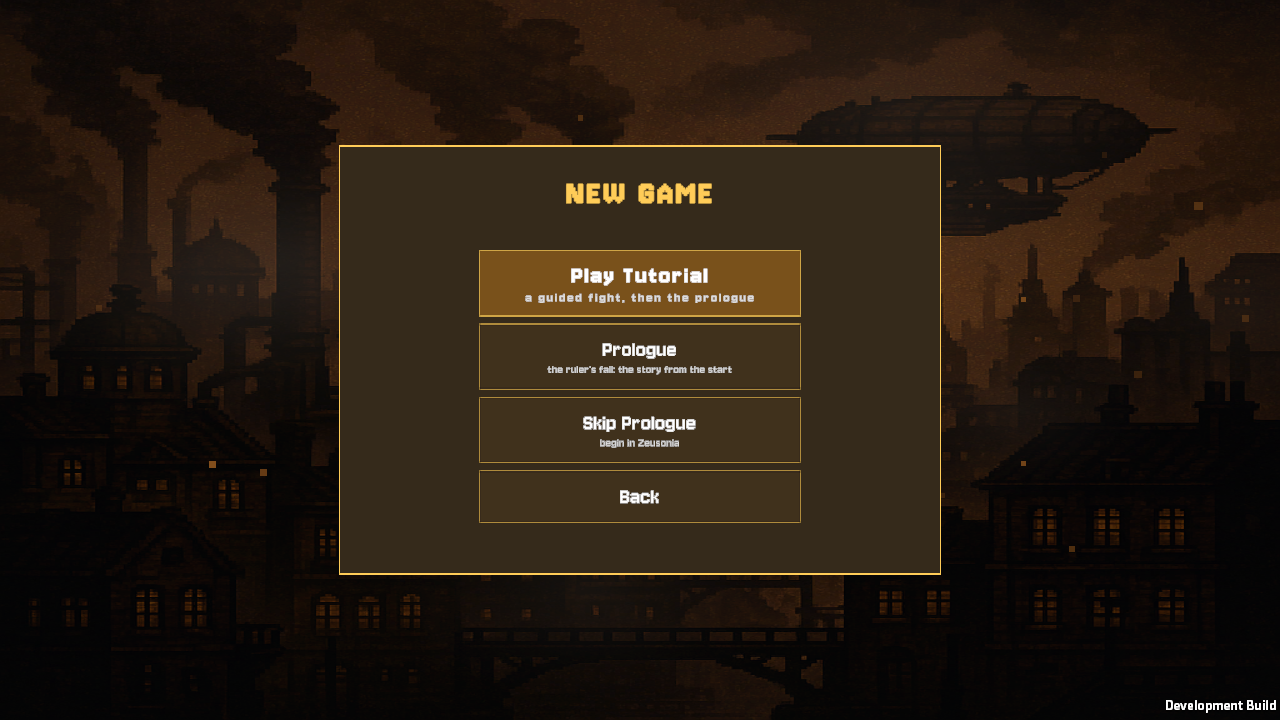 NEW GAME
Play Tutorial
a guided fight, then the prologue
Prologue
the ruler's fall: the story from the start
Skip Prologue
begin in Zeusonia
Back
Development Build